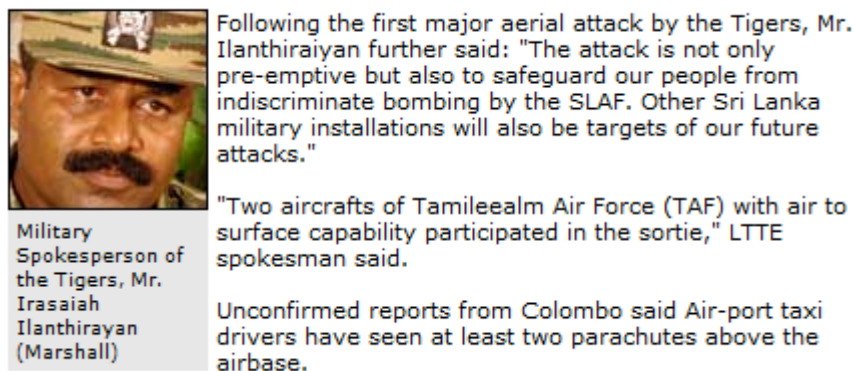 Following the first major aerial attack by the Tigers, Mr.
Ilanthiraiyan further said: "The attack is not only
pre-emptive but also to safeguard our people from
indiscriminate bombing by the SLAF. Other Sri Lanka
military installations will also be targets of our future
attacks."
"Two aircrafts of Tamileealm Air Force (TAF) with air to
surface capability participated in the sortie," LTTE
spokesman said.
Unconfirmed reports from Colombo said Air-port taxi
drivers have seen at least two parachutes above the
airbase.
Military
Spokesperson of
the Tigers, Mr.
Irasaiah
Ilanthirayan
(Marshall)